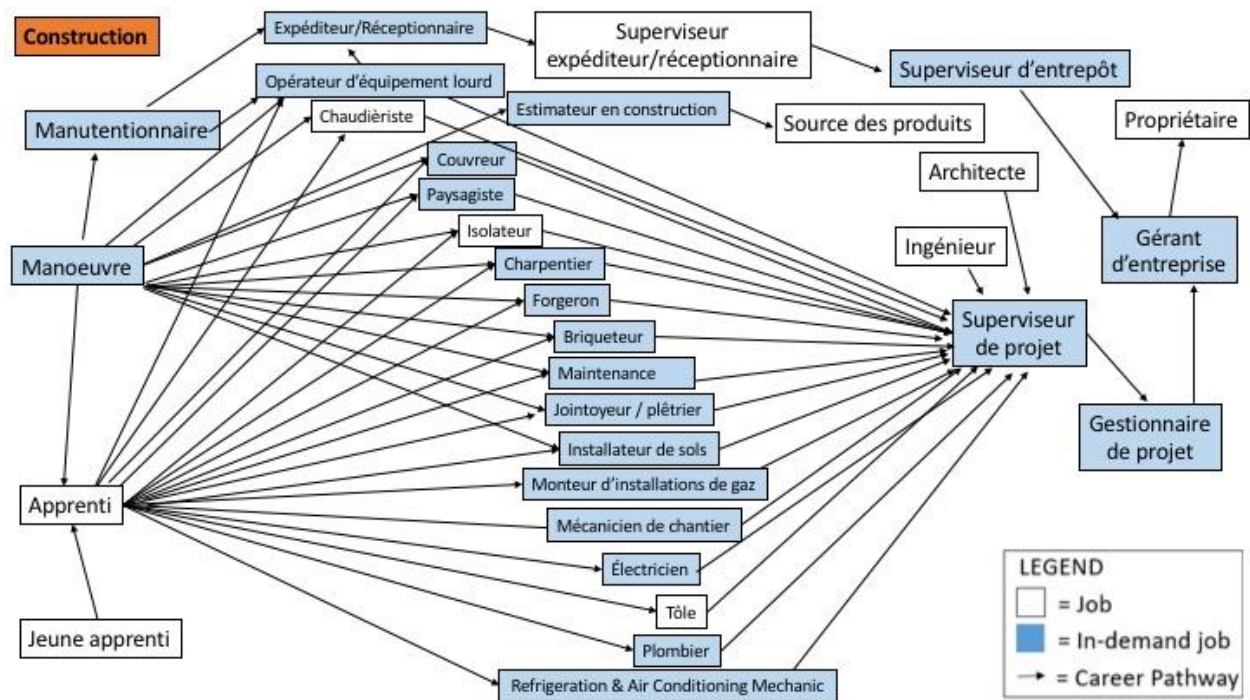 Construction
Expéditeur/Réceptionnaire
Superviseur
expéditeur/réceptionnaire
Superviseur d'entrepôt
Opérateur d'équipement lourd
Manutentionnaire
Chaudièriste
Estimateur en construction
Source des produits
Propriétaire
Couvreur
Architecte
Paysagiste
Isolateur
Ingénieur
Gérant
d'entreprise
Manoeuvre
Charpentier
Forgeron
Superviseur
de projet
Briqueteur
Maintenance
Jointoyeur / plêtrier
Gestionnaire
de projet
Installateur de sols
Monteur d'installations de gaz
Apprenti
Mécanicien de chantier
Électricien
Tôle
Jeune apprenti
Plombier
Refrigeration & Air Conditioning Mechanic
LEGEND
= Job
= In-demand job
= Career Pathway